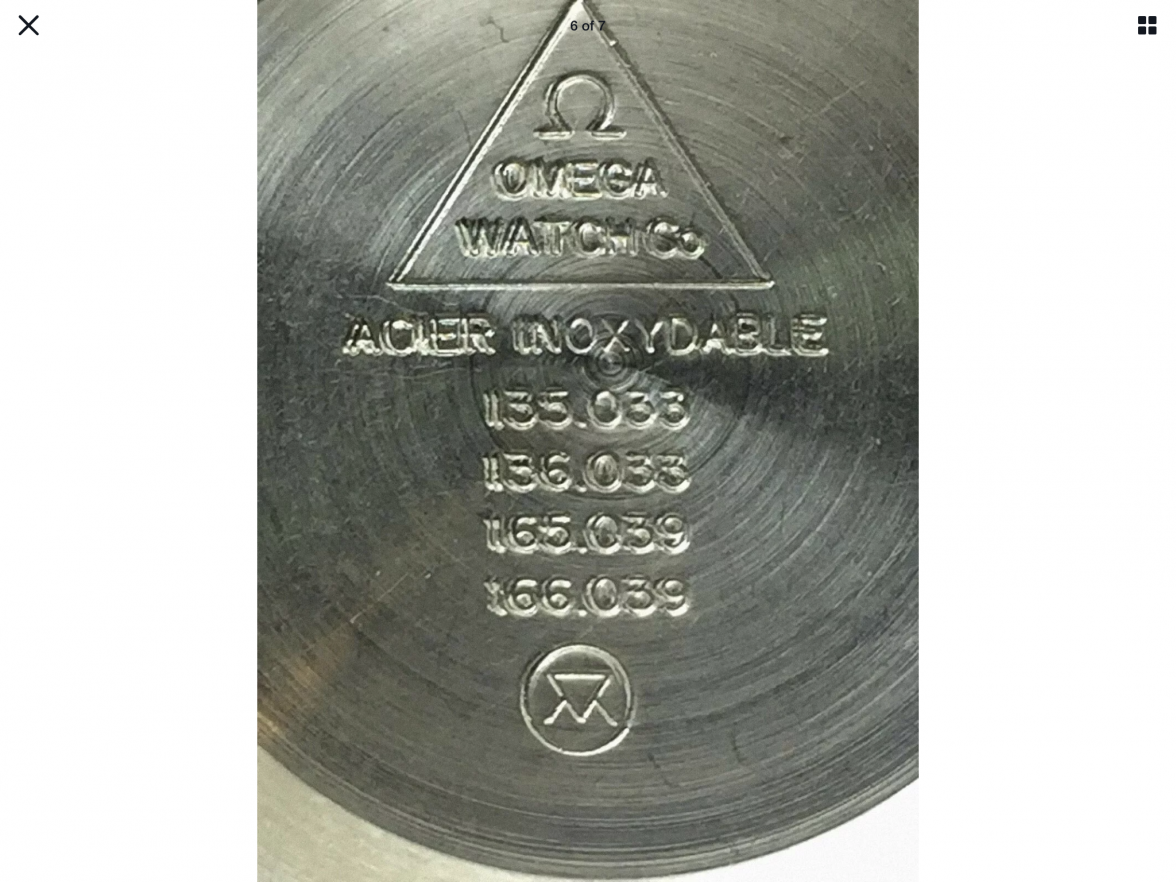 6 of 7
Ω
OMEGA
WATCH Co
ACIER INOXYDABLE
135.033
136.033
165.039
166.039